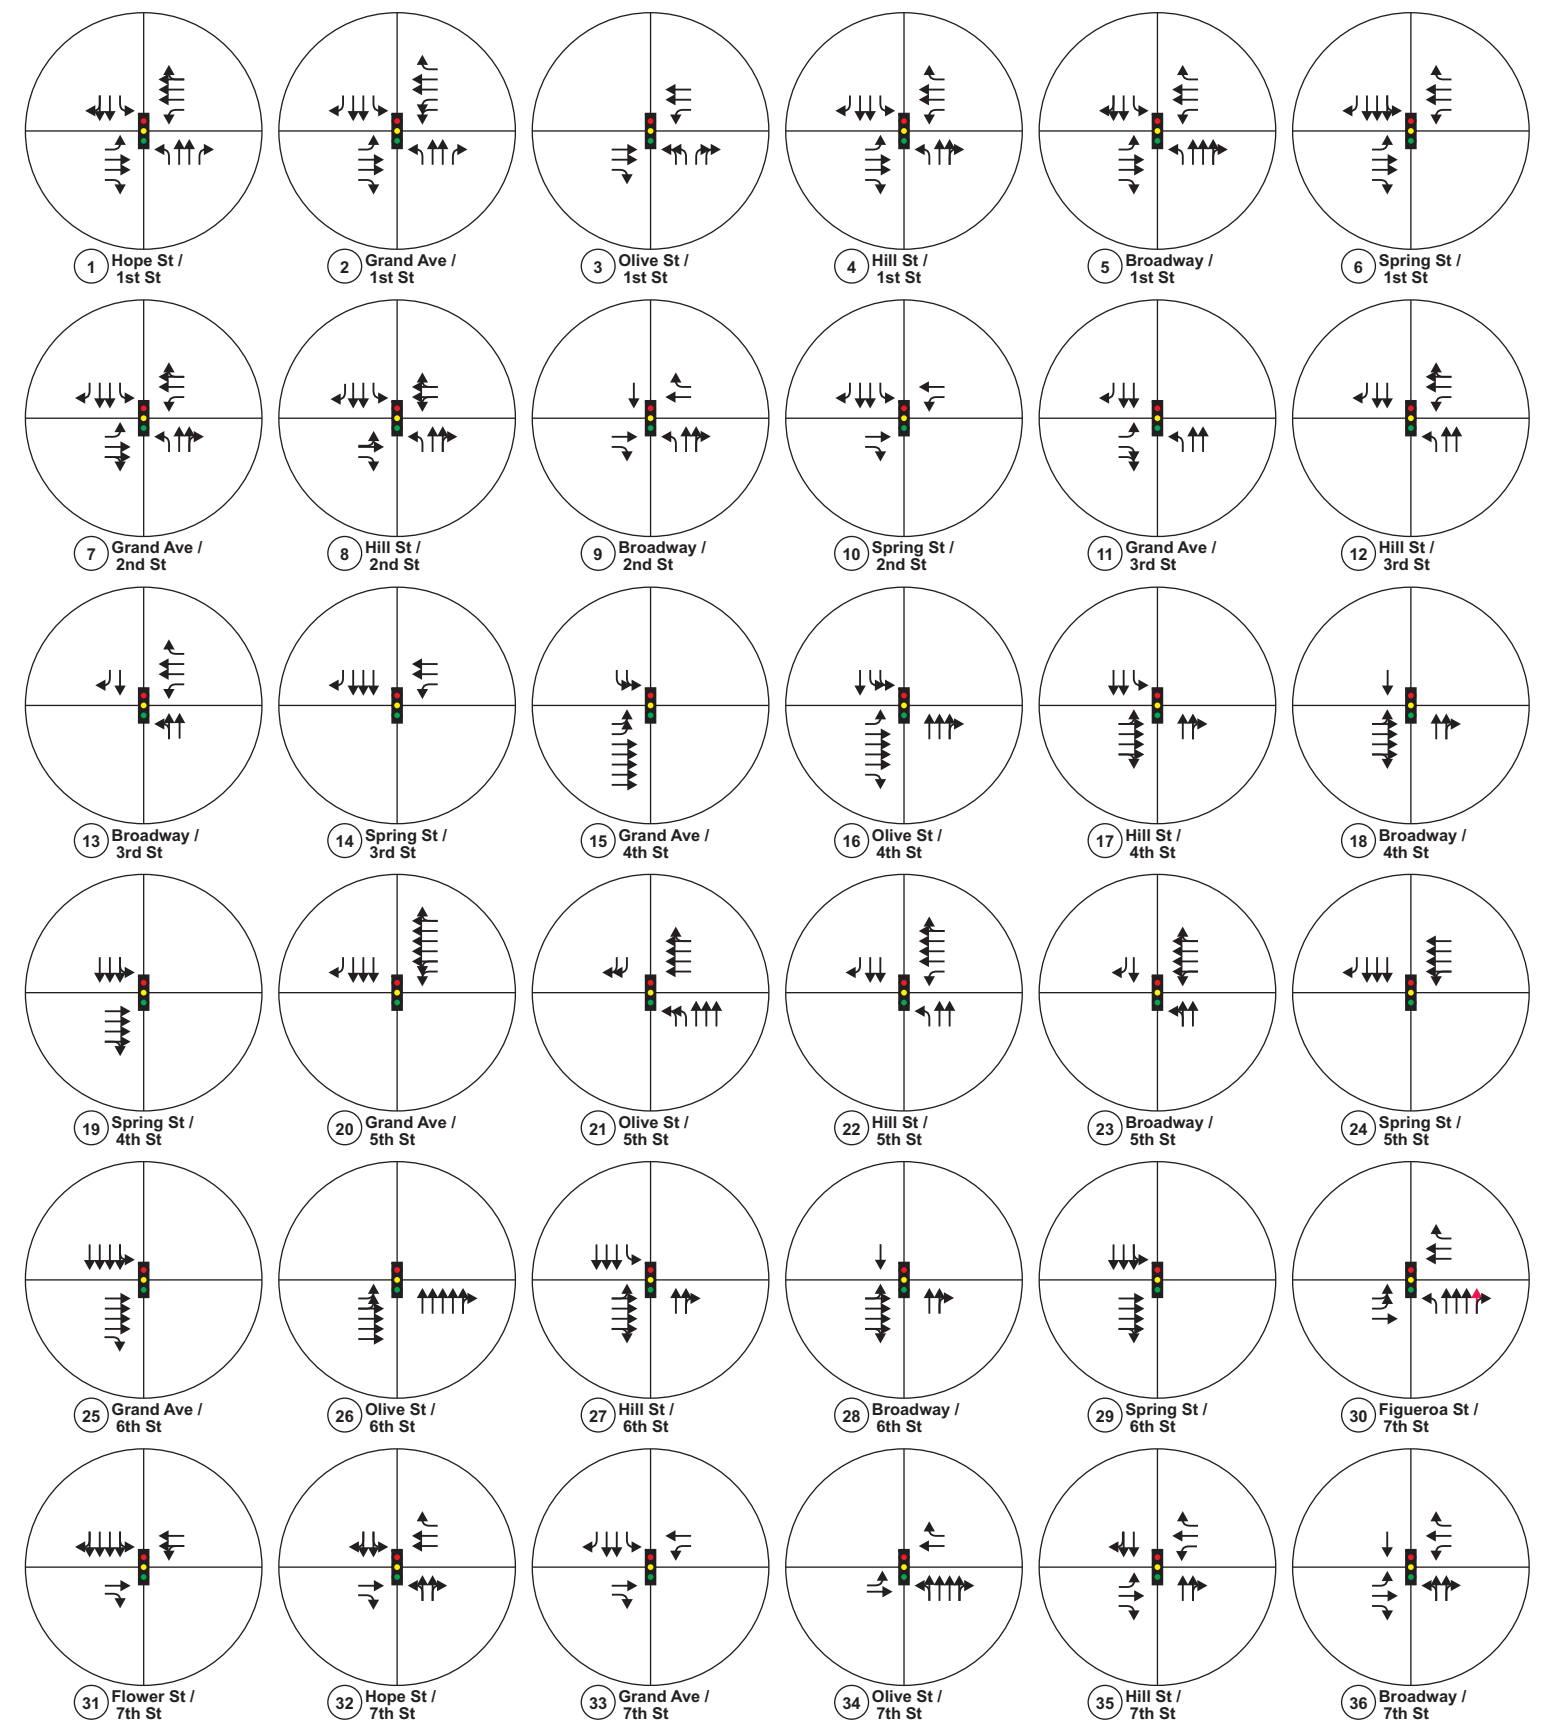 1 Hope St /
1st St
2 Grand Ave /
1st St
3 Olive St /
1st St
4 Hill St /
1st St
5 Broadway /
1st St
6 Spring St /
1st St
7 Grand Ave /
2nd St
8 Hill St /
2nd St
9 Broadway /
2nd St
10 Spring St /
2nd St
11 Grand Ave /
3rd St
12 Hill St /
3rd St
13 Broadway /
3rd St
14 Spring St /
3rd St
15 Grand Ave /
4th St
16 Olive St /
4th St
17 Hill St /
4th St
18 Broadway /
4th St
19 Spring St /
4th St
20 Grand Ave /
5th St
21 Olive St /
5th St
22 Hill St /
5th St
23 Broadway /
5th St
24 Spring St /
5th St
25 Grand Ave /
6th St
26 Olive St /
6th St
27 Hill St /
6th St
28 Broadway /
6th St
29 Spring St /
6th St
30 Figueroa St /
7th St
31 Flower St /
7th St
32 Hope St /
7th St
33 Grand Ave /
7th St
34 Olive St /
7th St
35 Hill St /
7th St
36 Broadway /
7th St